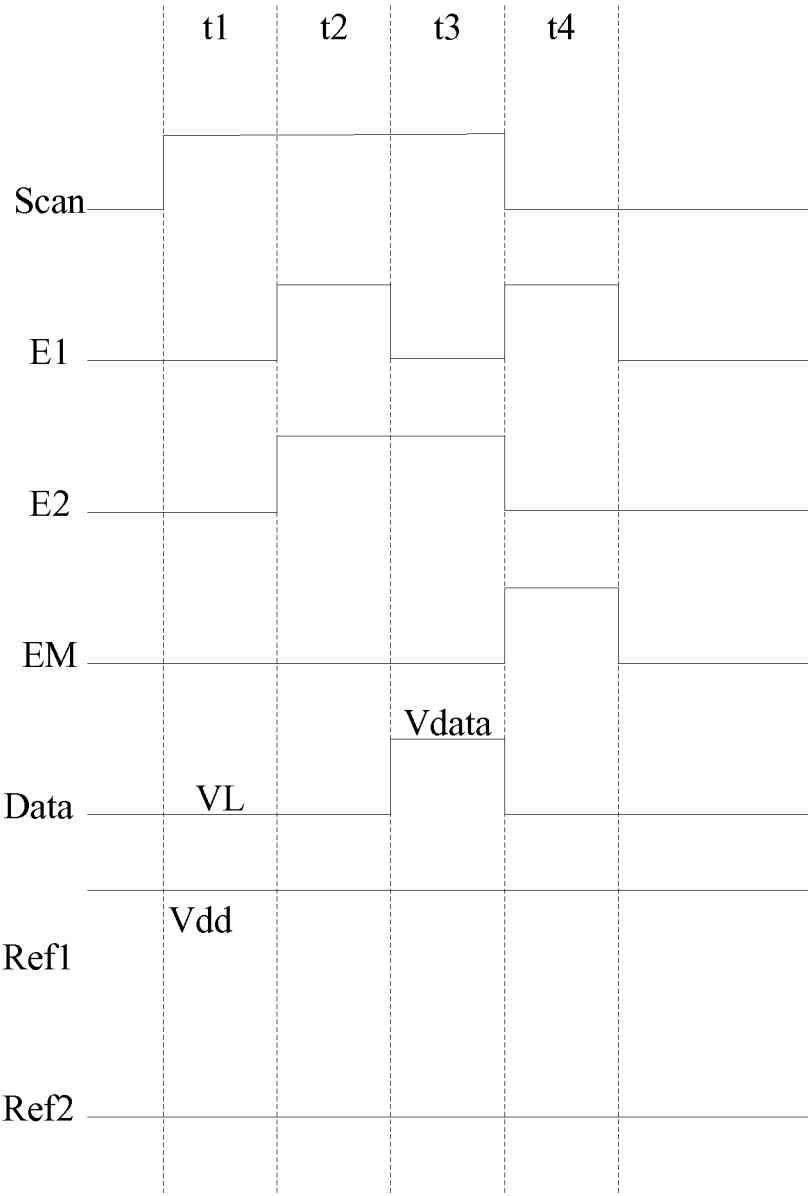 t1 t2 t3 t4
Scan
E1
E2
EM
Vdata
Data VL
Vdd
Ref1
Ref2